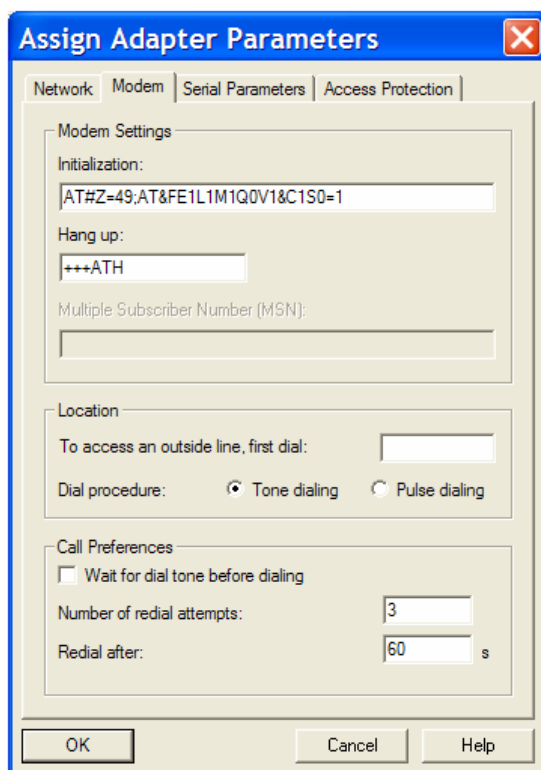 Assign Adapter Parameters
Network Modem Serial Parameters Access Protection
Modem Settings
Initialization:
AT#Z=49;AT&FE1L1M1Q0V1&C1S0=1
Hang up:
+++ATH
Multiple Subscriber Number (MSN):
Location
To access an outside line, first dial:
Dial procedure: Tone dialing Pulse dialing
Call Preferences
Wait for dial tone before dialing
Number of redial attempts: 3
Redial after: 60 s
OK Cancel Help